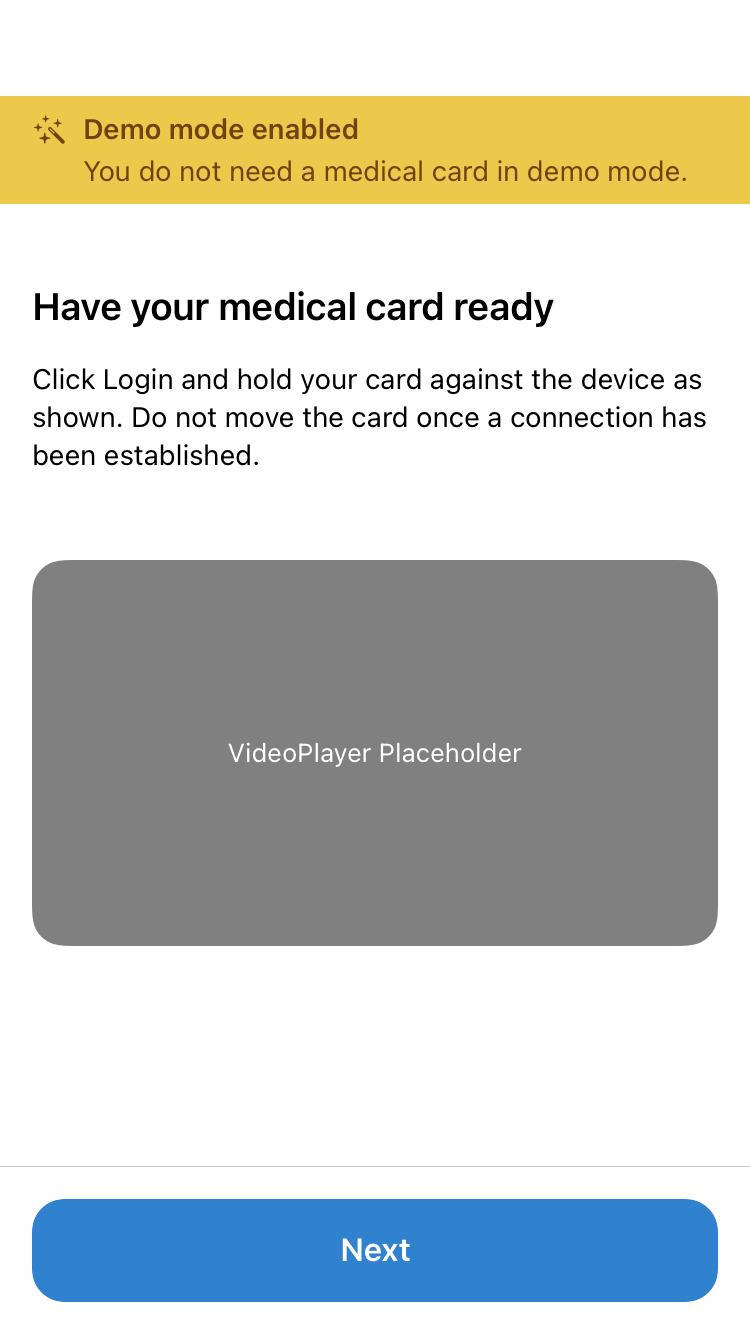 Demo mode enabled
You do not need a medical card in demo mode.
Have your medical card ready
Click Login and hold your card against the device as
shown. Do not move the card once a connection has
been established.
VideoPlayer Placeholder
Next